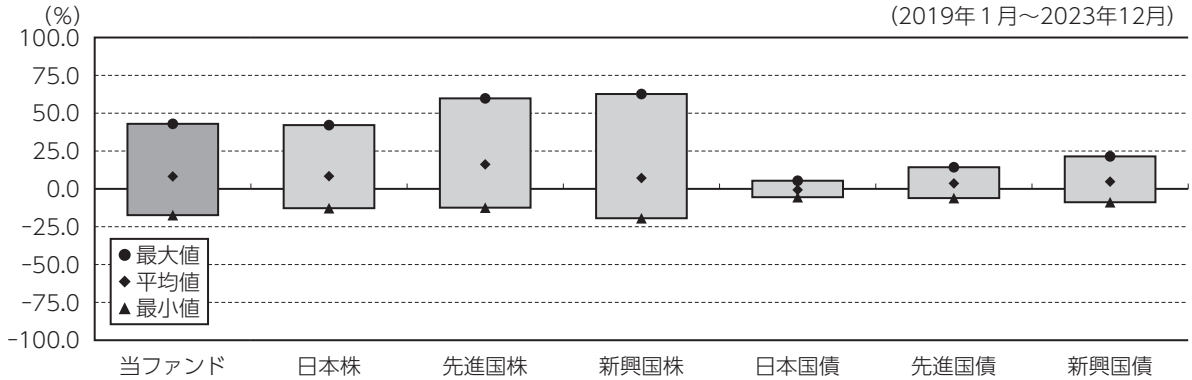 (%)
(2019年1月～2023年12月)
100.0
75.0
50.0
25.0
0.0
-25.0
-50.0
-75.0
-100.0
●最大値
◆平均値
▲最小値
当ファンド 日本株 先進国株 新興国株 日本国債 先進国債 新興国債